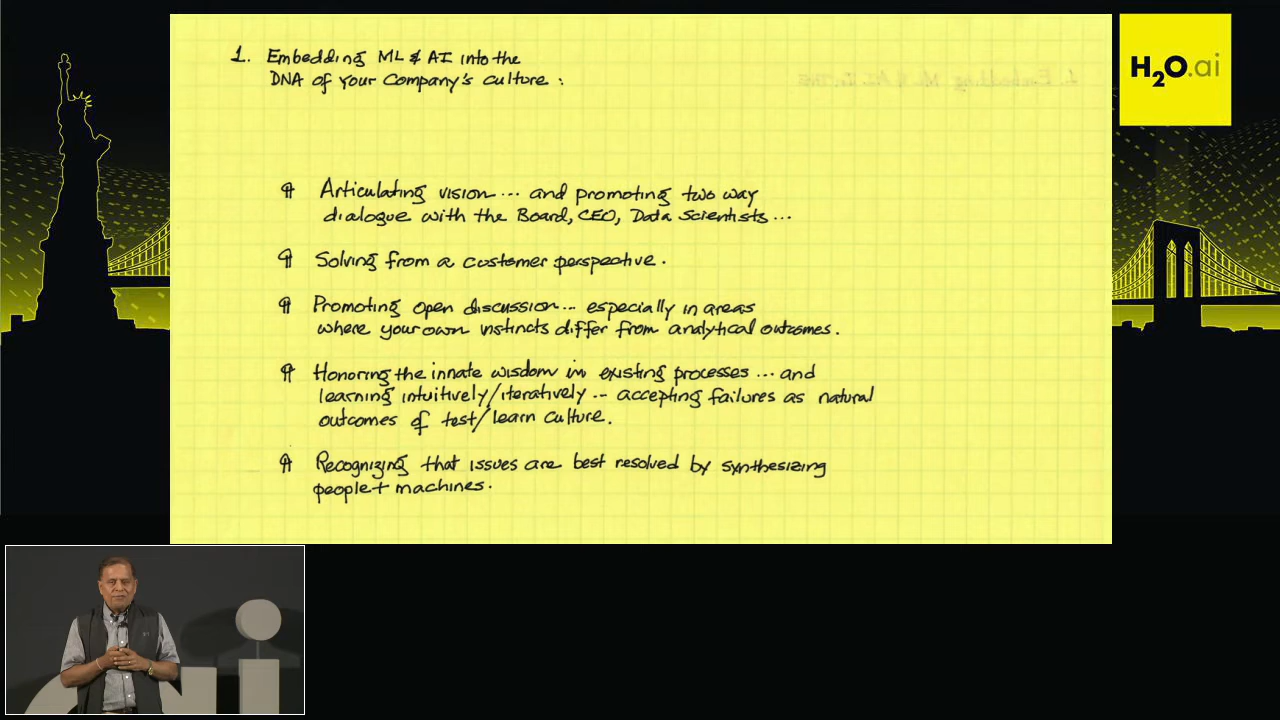 1. Embedding ML & AI into the
DNA of Your Company's culture :
Articulating vision... and promoting two way
dialogue with the Board, CEO, Data Scientists...
Solving from a customer perspective.
Promoting open discussion... especially in areas
where your own instincts differ from analytical outcomes.
Honoring the innate wisdom in existing processes ... and
learning intuitively/iteratively .. accepting failures as natural
outcomes of test/learn culture.
Recognizing that issues are best resolved by synthesizing
people + machines.
H2O.ai